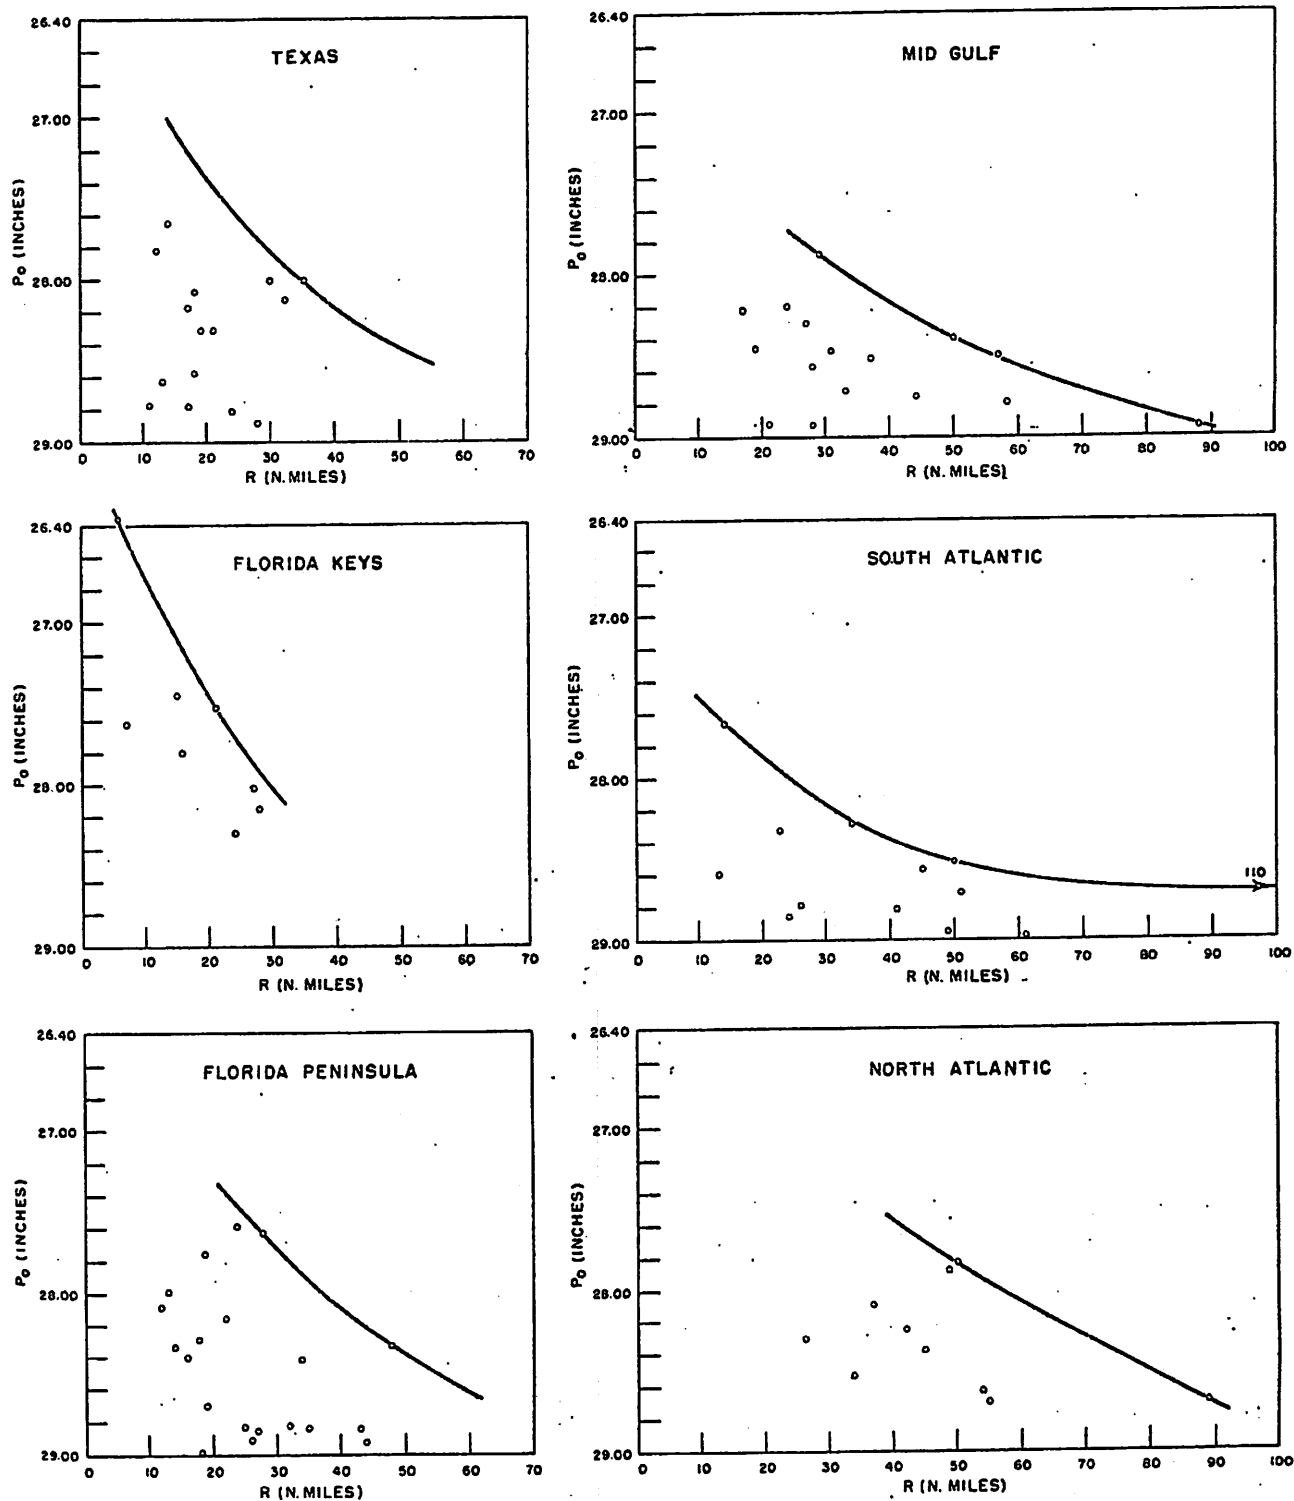 TEXAS
26.40
27.00
28.00
29.00
P₀ (INCHES)
0 10 20 30 40 50 60 70
R (N.MILES)
MID GULF
26.40
27.00
28.00
29.00
P₀ (INCHES)
0 10 20 30 40 50 60 70 80 90 100
R (N.MILES)
FLORIDA KEYS
26.40
27.00
28.00
29.00
P₀ (INCHES)
0 10 20 30 40 50 60 70
R (N. MILES)
SOUTH ATLANTIC
26.40
27.00
28.00
29.00
P₀ (INCHES)
110
0 10 20 30 40 50 60 70 80 90 100
R (N. MILES)
FLORIDA PENINSULA
26.40
27.00
28.00
29.00
P₀ (INCHES)
0 10 20 30 40 50 60 70
R (N. MILES)
NORTH ATLANTIC
26.40
27.00
28.00
29.00
P₀ (INCHES)
0 10 20 30 40 50 60 70 80 90 100
R (N. MILES)